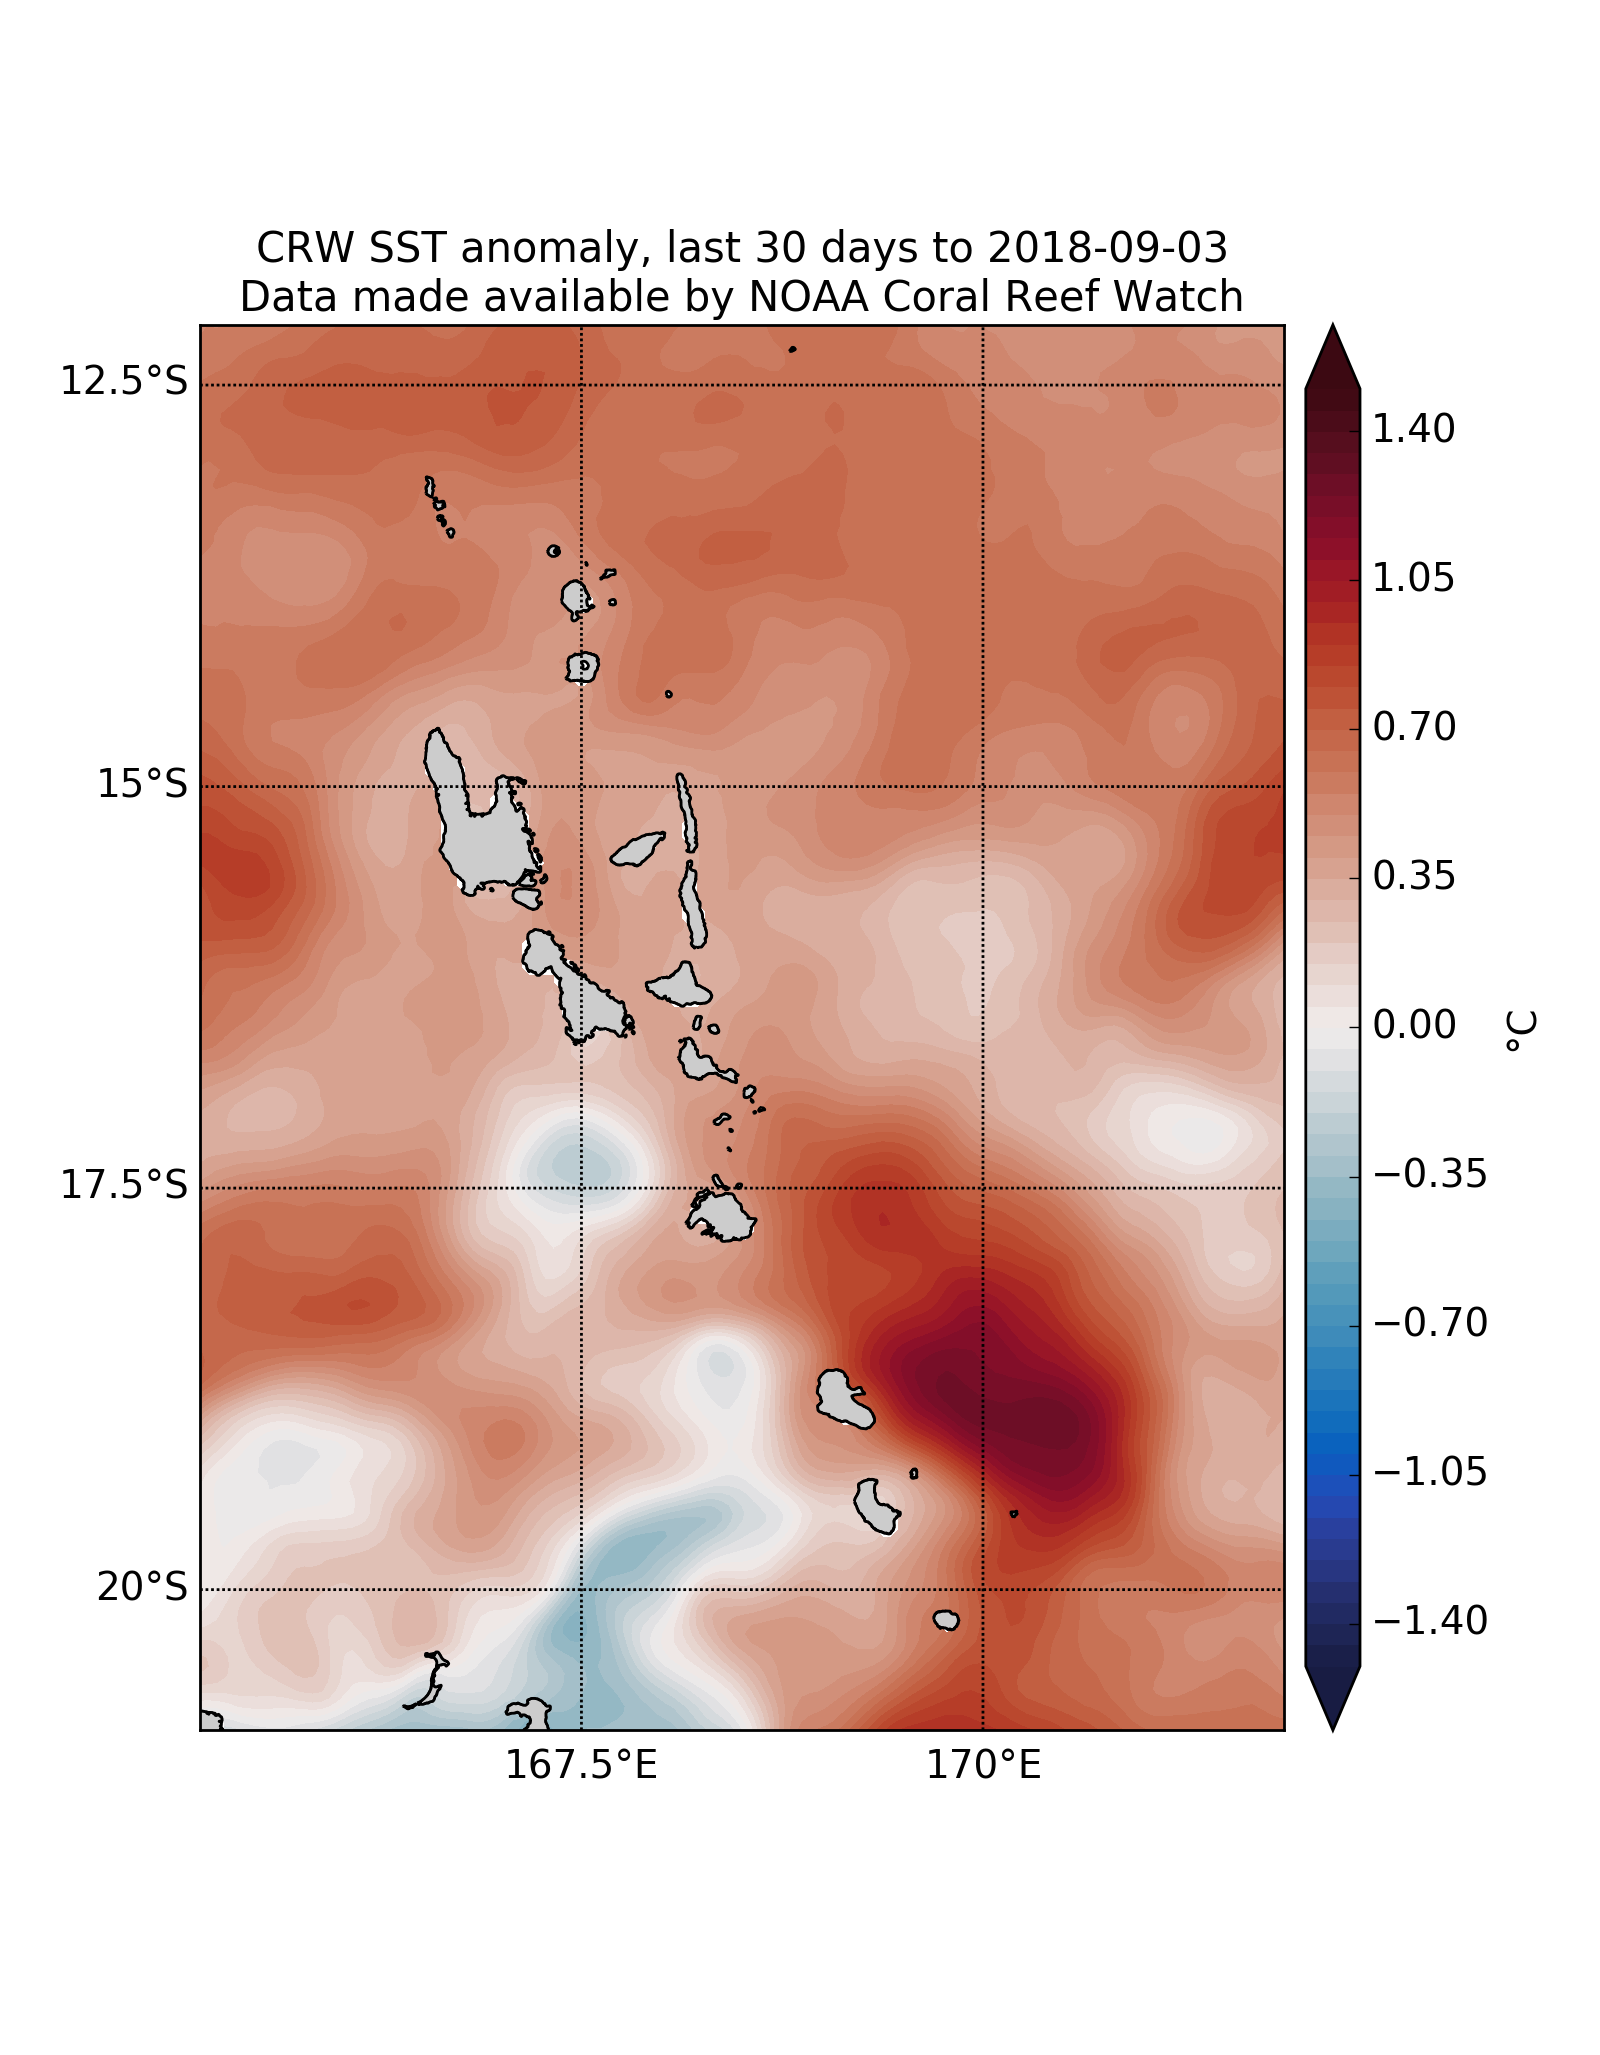 CRW SST anomaly, last 30 days to 2018-09-03
Data made available by NOAA Coral Reef Watch
12.5°S
15°S
17.5°S
20°S
167.5°E
170°E
1.40
1.05
0.70
0.35
0.00
−0.35
−0.70
−1.05
−1.40
°C